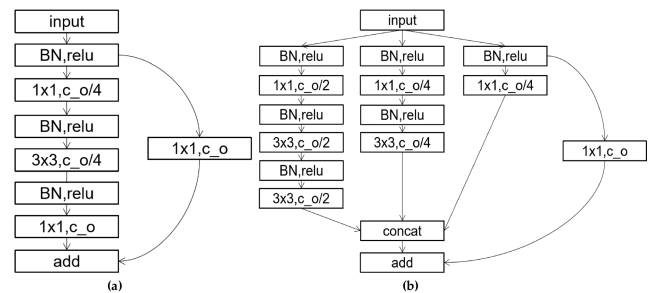 input
BN,relu
1x1,c_o/4
BN,relu
3x3,c_o/4
BN,relu
1x1,c_o
add
1x1,c_o
(a)
input
BN,relu
1x1,c_o/2
BN,relu
3x3,c_o/2
BN,relu
3x3,c_o/2
BN,relu
1x1,c_o/4
BN,relu
3x3,c_o/4
BN,relu
1x1,c_o/4
1x1,c_o
concat
add
(b)